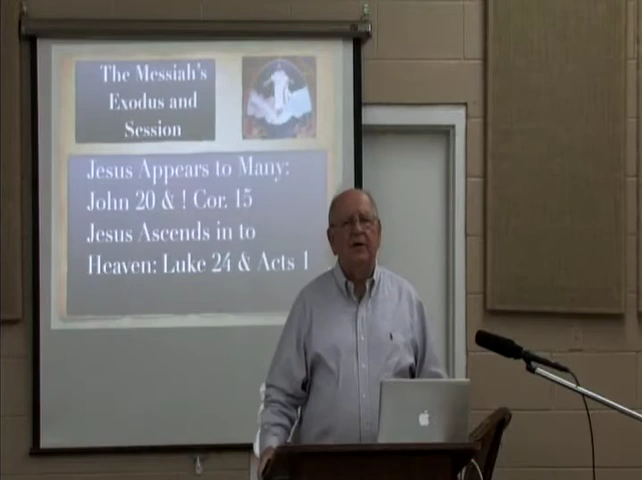 The Messiah's
Exodus and
Session
Jesus Appears to Many:
John 20 & ! Cor. 15
Jesus Ascends in to
Heaven: Luke 24 & Acts 1